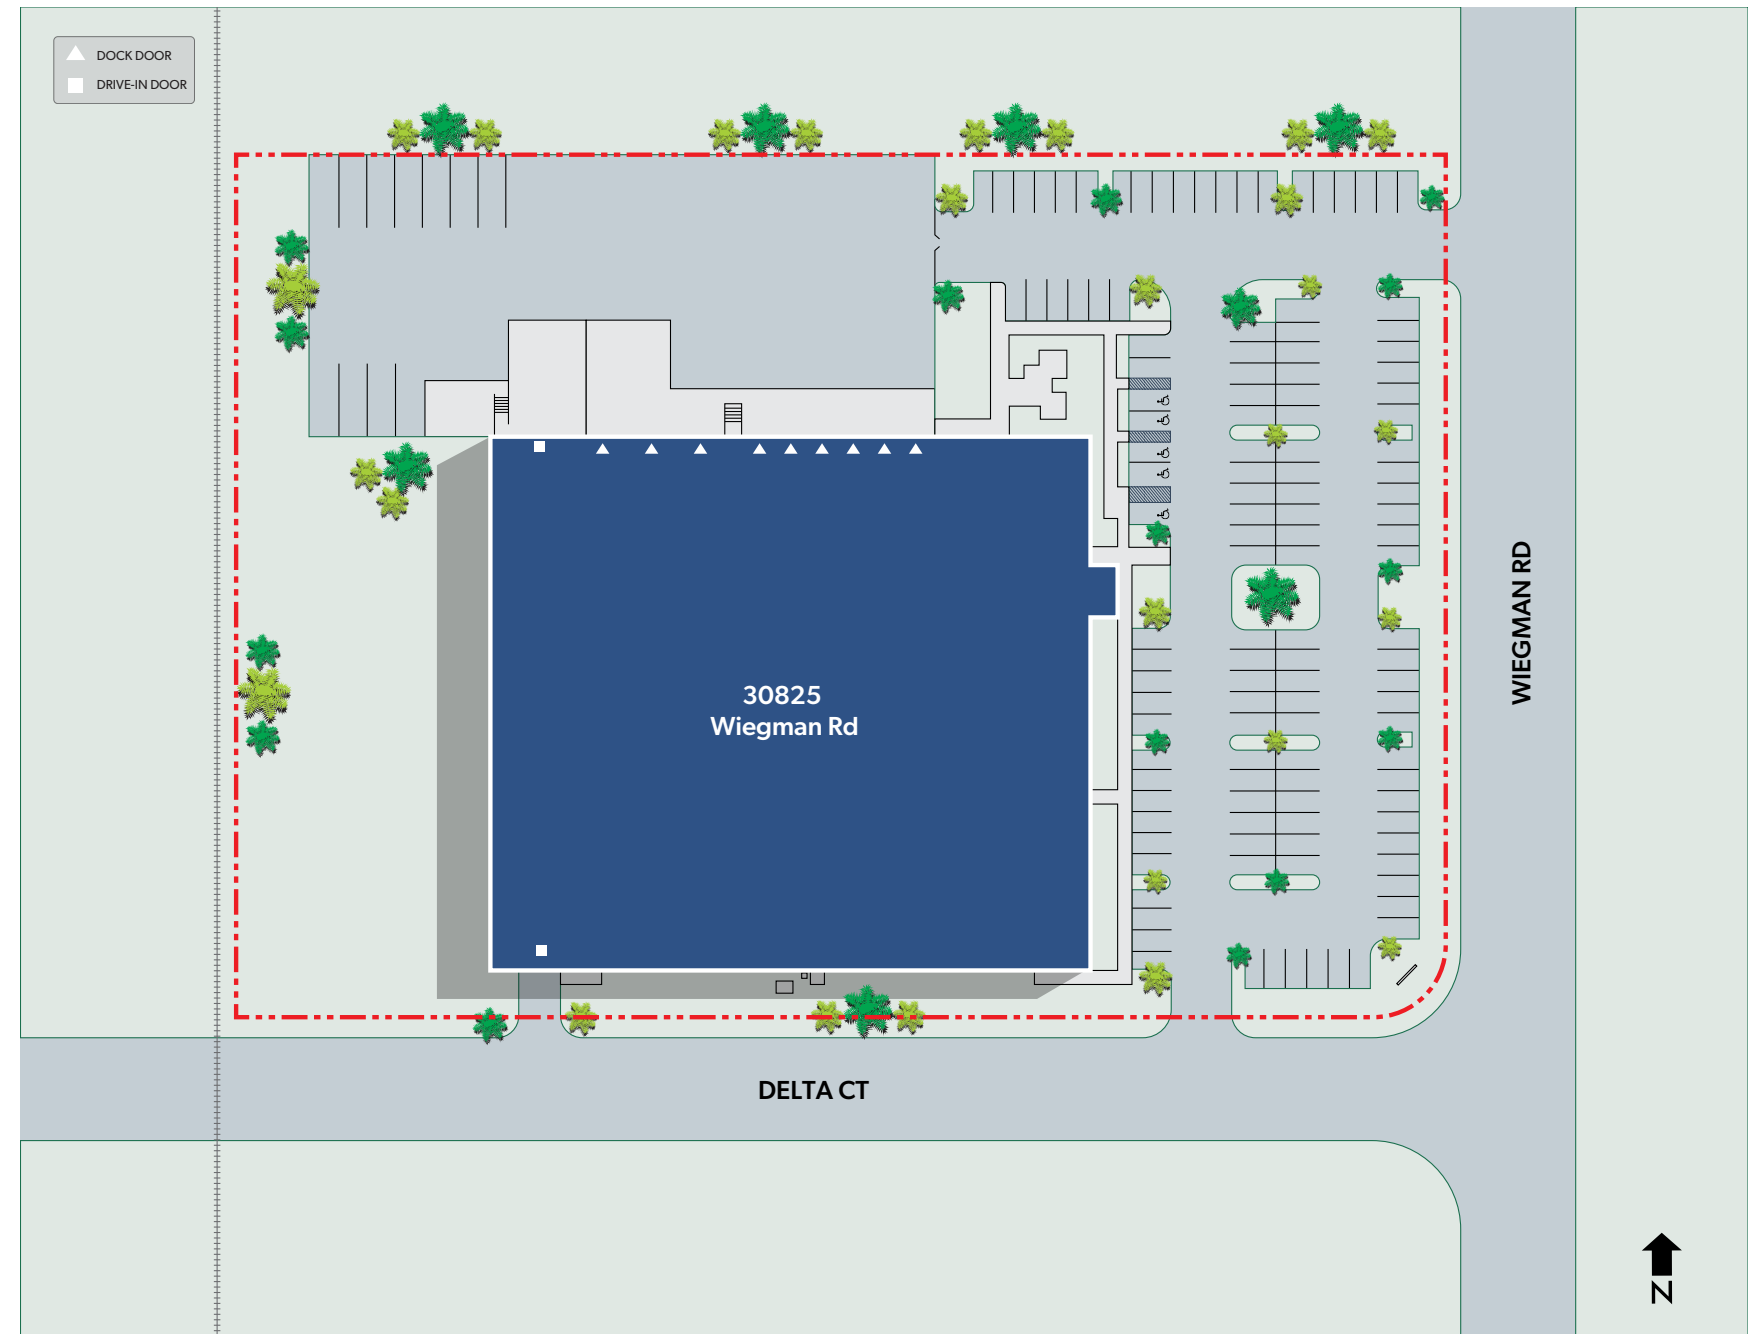 DOCK DOOR
DRIVE-IN DOOR
30825
Wiegman Rd
WIEGMAN RD
DELTA CT
N